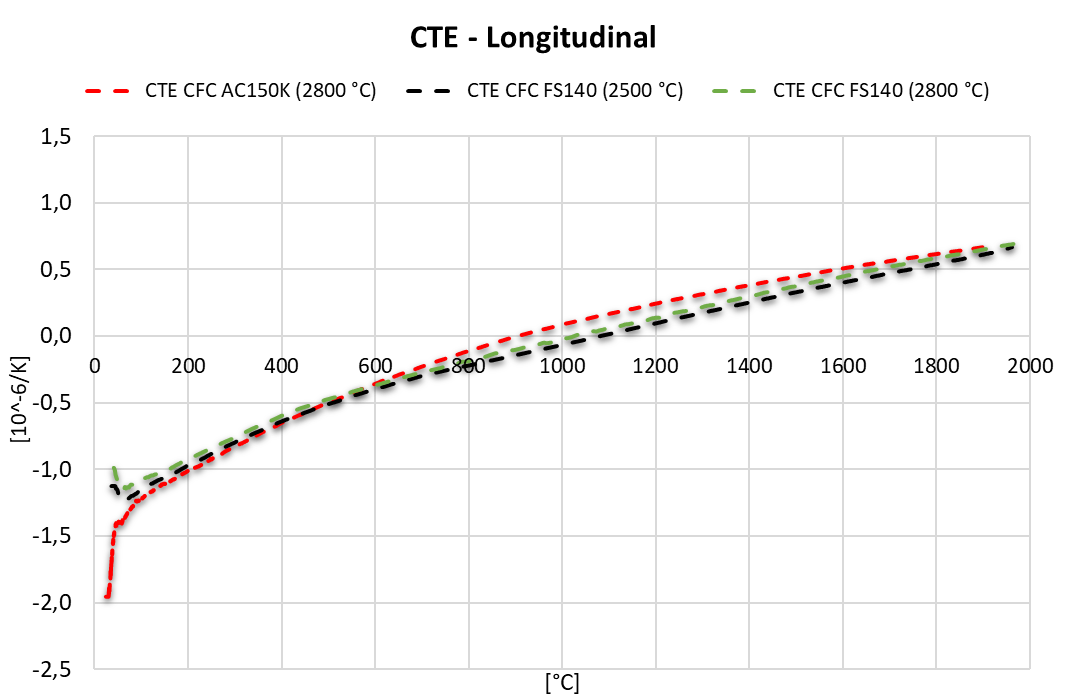 CTE - Longitudinal
CTE CFC AC150K (2800 °C) CTE CFC FS140 (2500 °C) CTE CFC FS140 (2800 °C)
1,5
1,0
0,5
0,0
0 200 400 600 800 1000 1200 1400 1600 1800 2000
-0,5
-1,0
-1,5
-2,0
-2,5
[10^-6/K]
[°C]